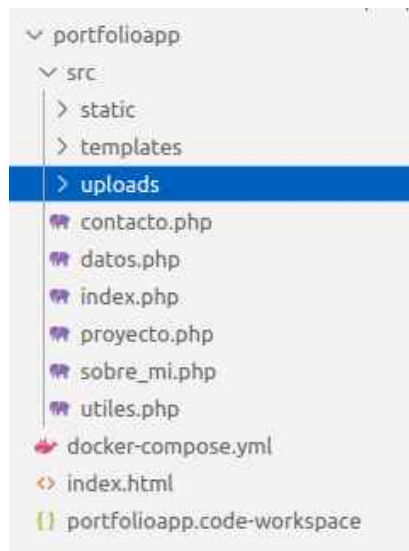 portfolioapp
src
static
templates
uploads
contacto.php
datos.php
index.php
proyecto.php
sobre_mi.php
utiles.php
docker-compose.yml
index.html
portfolioapp.code-workspace